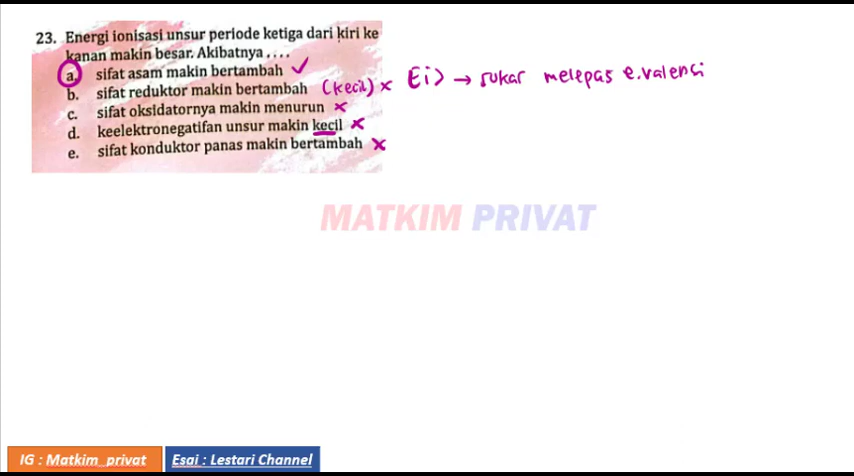 23. Energi ionisasi unsur periode ketiga dari kiri ke
kanan makin besar. Akibatnya . . . .
a. sifat asam makin bertambah
b. sifat reduktor makin bertambah (kecil) x Ei> → sukar melepas e.valensi
c. sifat oksidatornya makin menurun x
d. keelektronegatifan unsur makin kecil x
e. sifat konduktor panas makin bertambah x
MATKIM PRIVAT
IG : Matkim_privat
Esai : Lestari Channel